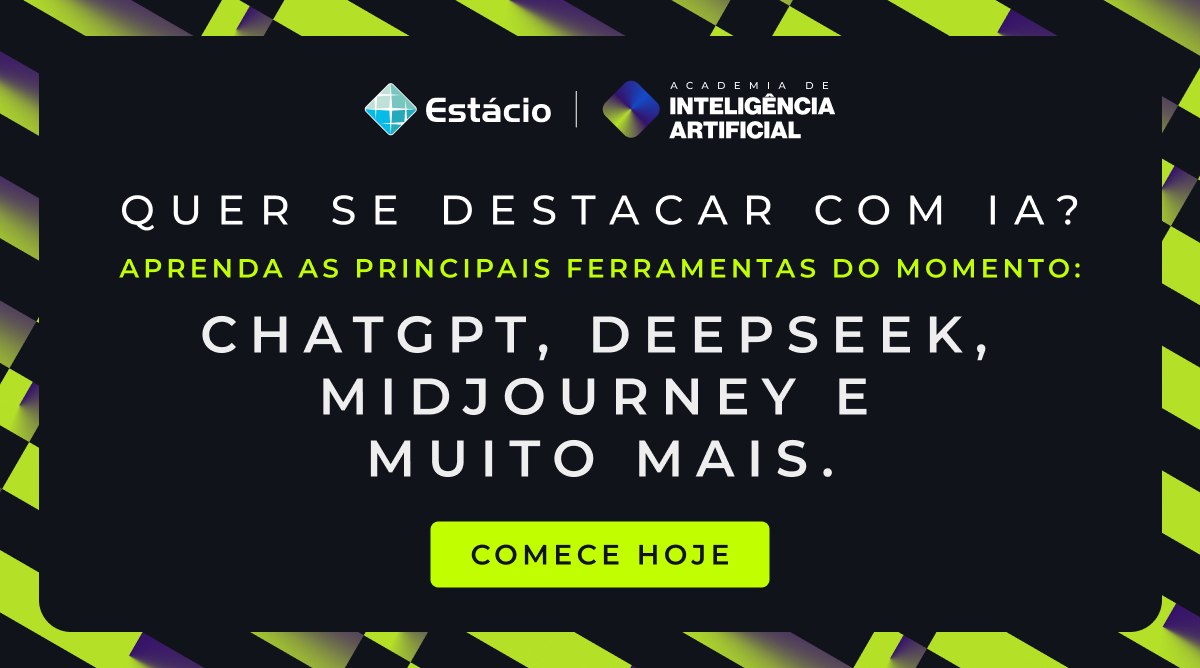 Estácio
ACADEMIA DE
INTELIGÊNCIA
ARTIFICIAL
QUER SE DESTACAR COM IA?
APRENDA AS PRINCIPAIS FERRAMENTAS DO MOMENTO:
CHATGPT, DEEPSEEK,
MIDJOURNEY E
MUITO MAIS.
COMECE HOJE